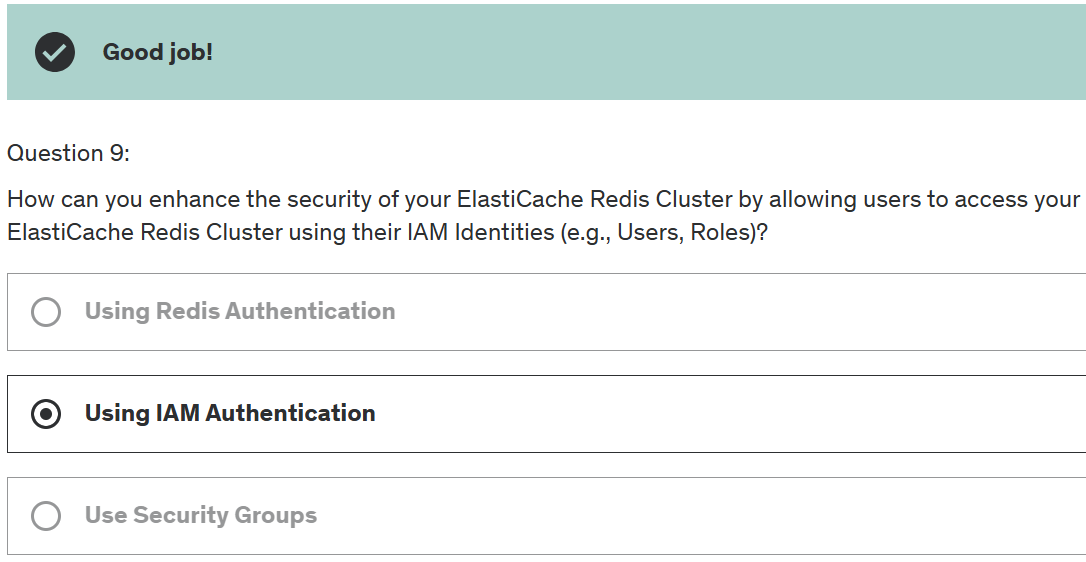 Good job!
Question 9:
How can you enhance the security of your ElastiCache Redis Cluster by allowing users to access your
ElastiCache Redis Cluster using their IAM Identities (e.g., Users, Roles)?
Using Redis Authentication
Using IAM Authentication
Use Security Groups